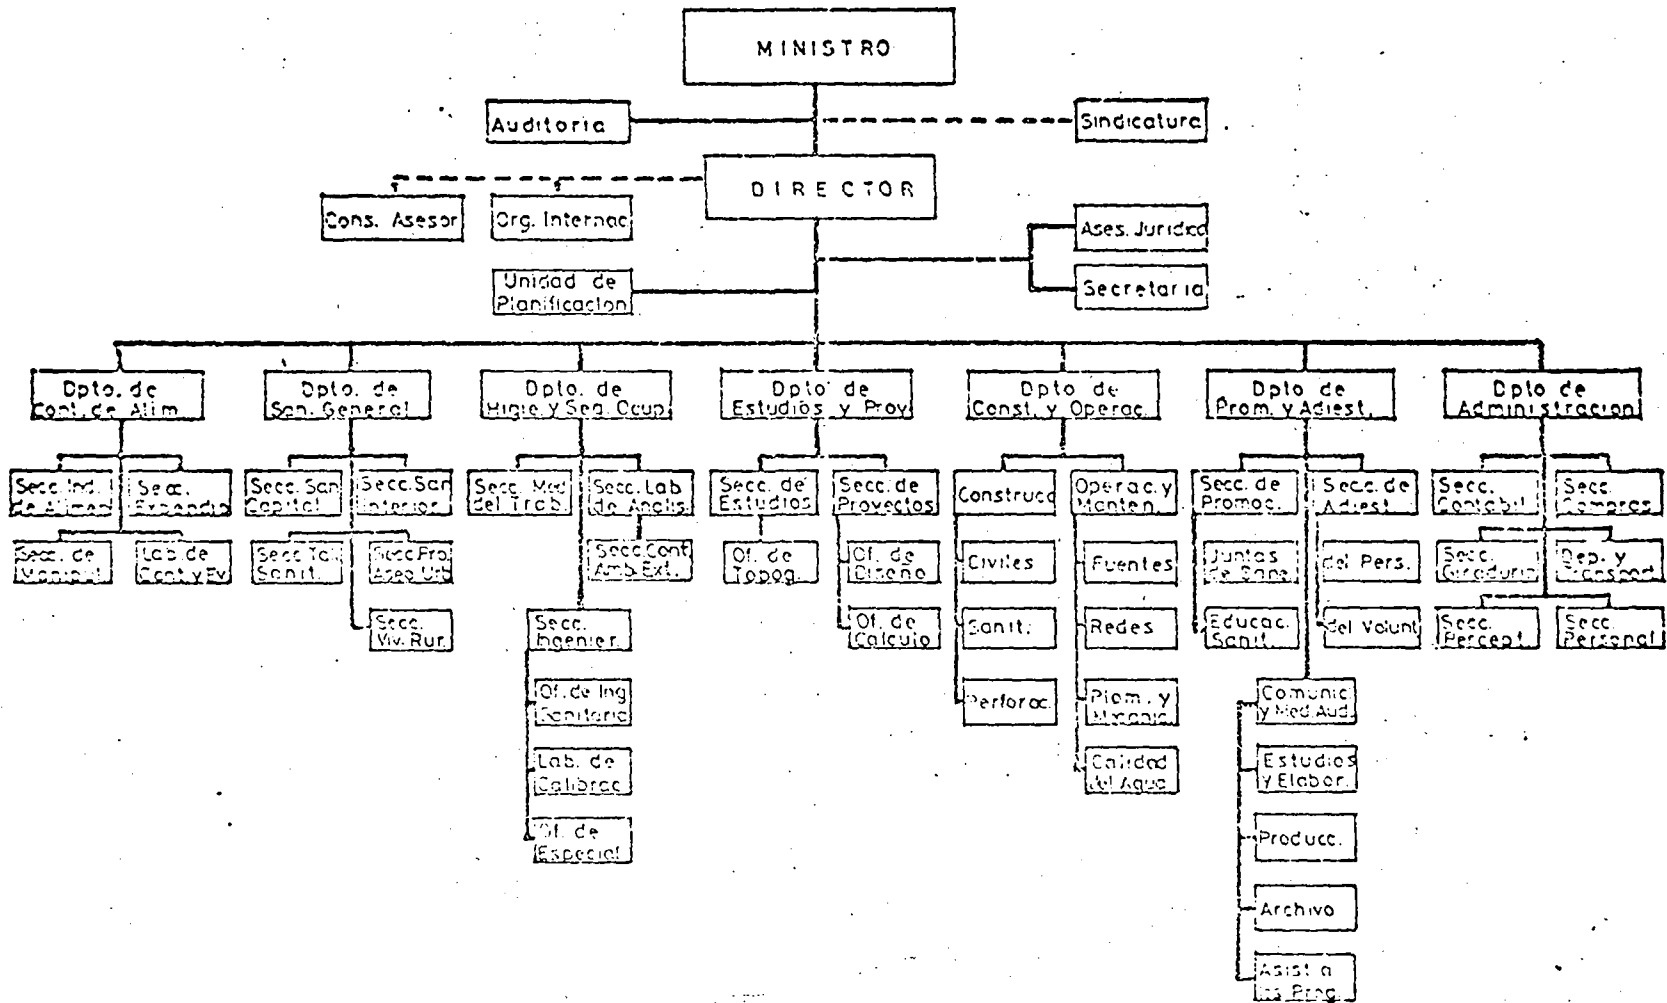 MINISTRO
Auditoria
Sindicatura
DIRECTOR
Cons. Asesor
Org. Internac.
Ases. Juridica
Unidad de
Planificacion
Secretaria
Dpto. de
Cont. de Alim.
Dpto. de
San. General
Dpto. de
Higie. y Seg. Ocup.
Dpto. de
Estudios y Proy.
Dpto de
Const. y Operac.
Dpto de
Prom. y Adiest.
Dpto de
Administracion
Secc. Ind.
de Alimen
Secc.
Expendio
Secc. San
Capital
Secc. San
Interior
Secc. Med
del Trab.
Secc. Lab
de Analis.
Secc. de
Estudios
Secc. de
Proyectos
Construcc
Operac. y
Manten.
Secc. de
Promoc.
Secc. de
Adiest.
Secc.
Contabil.
Secc.
Compras
Secc. de
Manipul.
Lab. de
Cont. y Ev.
Secc.
Sanit.
Secc. Pro
Asep. Urb
Secc. Cont
Amb. Ext.
Of. de
Topog.
Of. de
Diseño
Civiles
Fuentes
Juntas
de Sane.
del Pers.
Secc.
Giraduria
Dep. y
Transport.
Secc.
Viv. Rur.
Secc.
Ingenier.
Of. de
Calculo
Sanit.
Redes
Educac.
Sanit.
del Volunt
Secc.
Percept.
Secc.
Personal
Of. de Ing
Sanitaria
Perforac.
Plom. y
Mecanic.
Comunic
y Med. Aud.
Lab. de
Calibrac
Calidad
del Agua
Estudios
y Elabor.
Of. de
Especial
Producc.
Archivo
Asist a
los Prog.